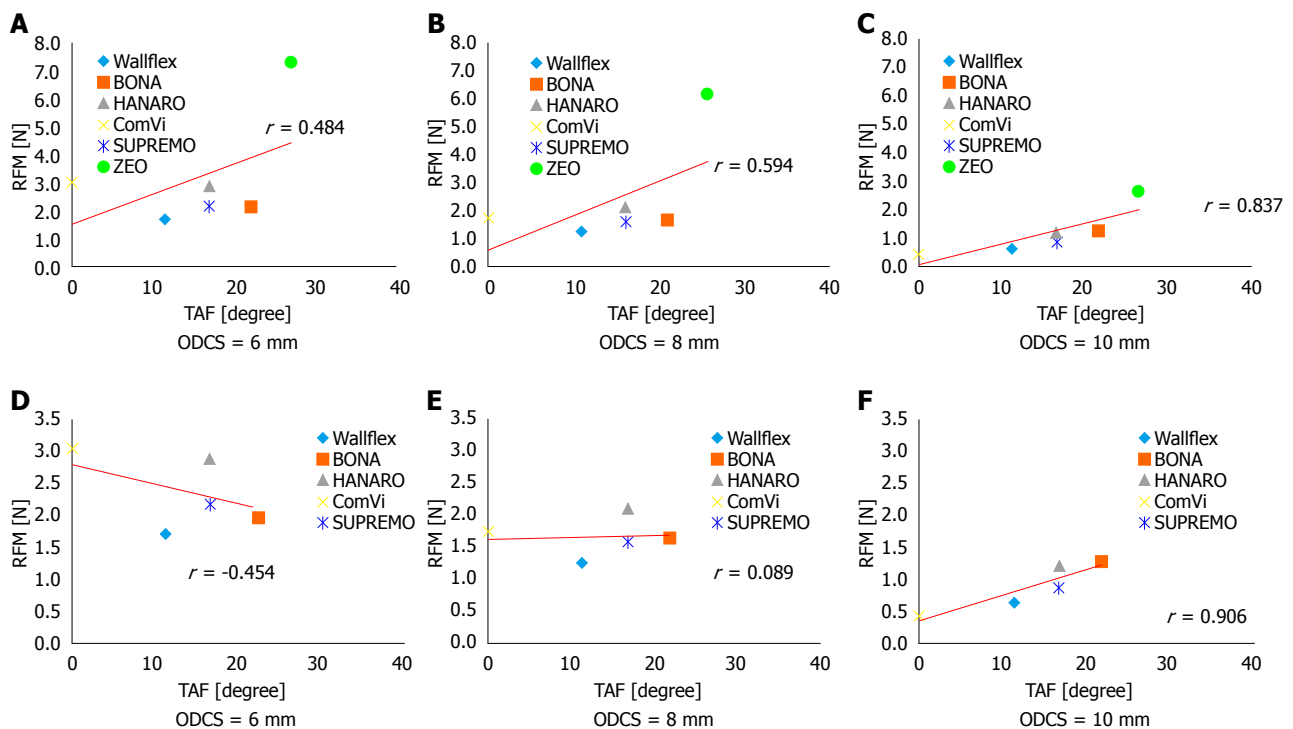 A
8.0
7.0
6.0
5.0
4.0
3.0
2.0
1.0
0.0
RFM [N]
Wallflex
BONA
HANARO
ComVi
SUPREMO
ZEO
r = 0.484
0 10 20 30 40
TAF [degree]
ODCS = 6 mm
B
8.0
7.0
6.0
5.0
4.0
3.0
2.0
1.0
0.0
RFM [N]
Wallflex
BONA
HANARO
ComVi
SUPREMO
ZEO
r = 0.594
0 10 20 30 40
TAF [degree]
ODCS = 8 mm
C
8.0
7.0
6.0
5.0
4.0
3.0
2.0
1.0
0.0
RFM [N]
Wallflex
BONA
HANARO
ComVi
SUPREMO
ZEO
r = 0.837
0 10 20 30 40
TAF [degree]
ODCS = 10 mm
D
3.5
3.0
2.5
2.0
1.5
1.0
0.5
0.0
RFM [N]
Wallflex
BONA
HANARO
ComVi
SUPREMO
r = -0.454
0 10 20 30 40
TAF [degree]
ODCS = 6 mm
E
3.5
3.0
2.5
2.0
1.5
1.0
0.5
0.0
RFM [N]
Wallflex
BONA
HANARO
ComVi
SUPREMO
r = 0.089
0 10 20 30 40
TAF [degree]
ODCS = 8 mm
F
3.5
3.0
2.5
2.0
1.5
1.0
0.5
0.0
RFM [N]
Wallflex
BONA
HANARO
ComVi
SUPREMO
r = 0.906
0 10 20 30 40
TAF [degree]
ODCS = 10 mm